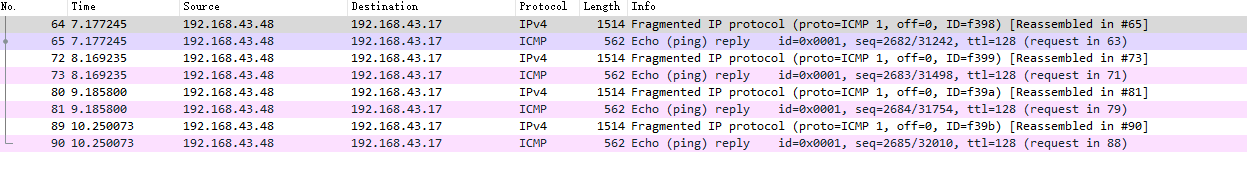 No. Time Source Destination Protocol Length Info
64 7.177245 192.168.43.48 192.168.43.17 IPv4 1514 Fragmented IP protocol (proto=ICMP 1, off=0, ID=f398) [Reassembled in #65]
65 7.177245 192.168.43.48 192.168.43.17 ICMP 562 Echo (ping) reply id=0x0001, seq=2682/31242, ttl=128 (request in 63)
72 8.169235 192.168.43.48 192.168.43.17 IPv4 1514 Fragmented IP protocol (proto=ICMP 1, off=0, ID=f399) [Reassembled in #73]
73 8.169235 192.168.43.48 192.168.43.17 ICMP 562 Echo (ping) reply id=0x0001, seq=2683/31498, ttl=128 (request in 71)
80 9.185800 192.168.43.48 192.168.43.17 IPv4 1514 Fragmented IP protocol (proto=ICMP 1, off=0, ID=f39a) [Reassembled in #81]
81 9.185800 192.168.43.48 192.168.43.17 ICMP 562 Echo (ping) reply id=0x0001, seq=2684/31754, ttl=128 (request in 79)
89 10.250073 192.168.43.48 192.168.43.17 IPv4 1514 Fragmented IP protocol (proto=ICMP 1, off=0, ID=f39b) [Reassembled in #90]
90 10.250073 192.168.43.48 192.168.43.17 ICMP 562 Echo (ping) reply id=0x0001, seq=2685/32010, ttl=128 (request in 88)